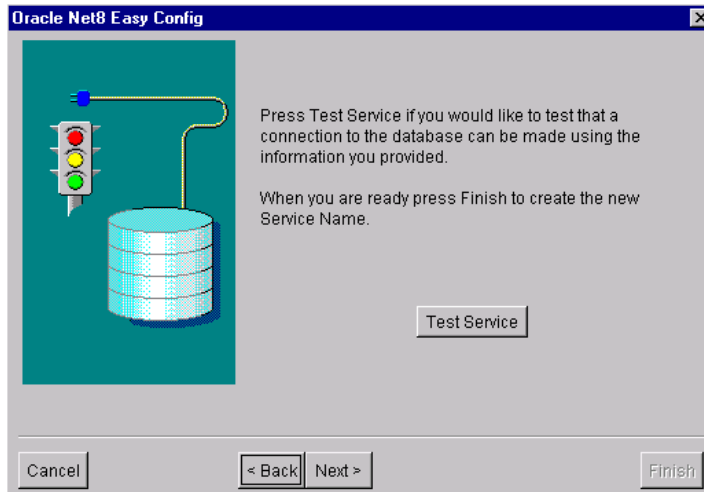 Oracle Net8 Easy Config
Press Test Service if you would like to test that a
connection to the database can be made using the
information you provided.
When you are ready press Finish to create the new
Service Name.
Test Service
Cancel
< Back
Next >
Finish